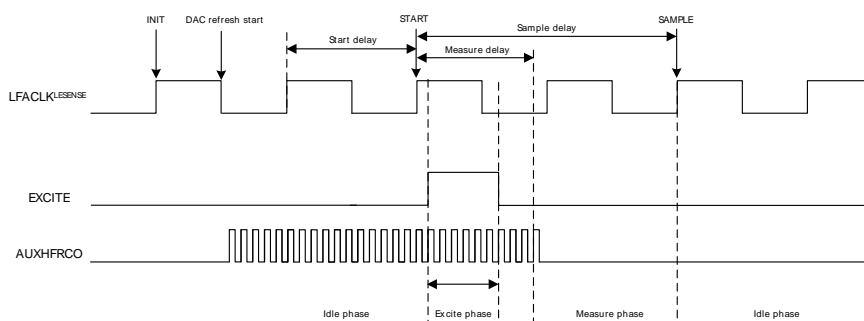 INIT
DAC refresh start
START
SAMPLE
Start delay
Sample delay
Measure delay
LFACLKLESENSE
EXCITE
AUXHFRCO
Idle phase
Excite phase
Measure phase
Idle phase